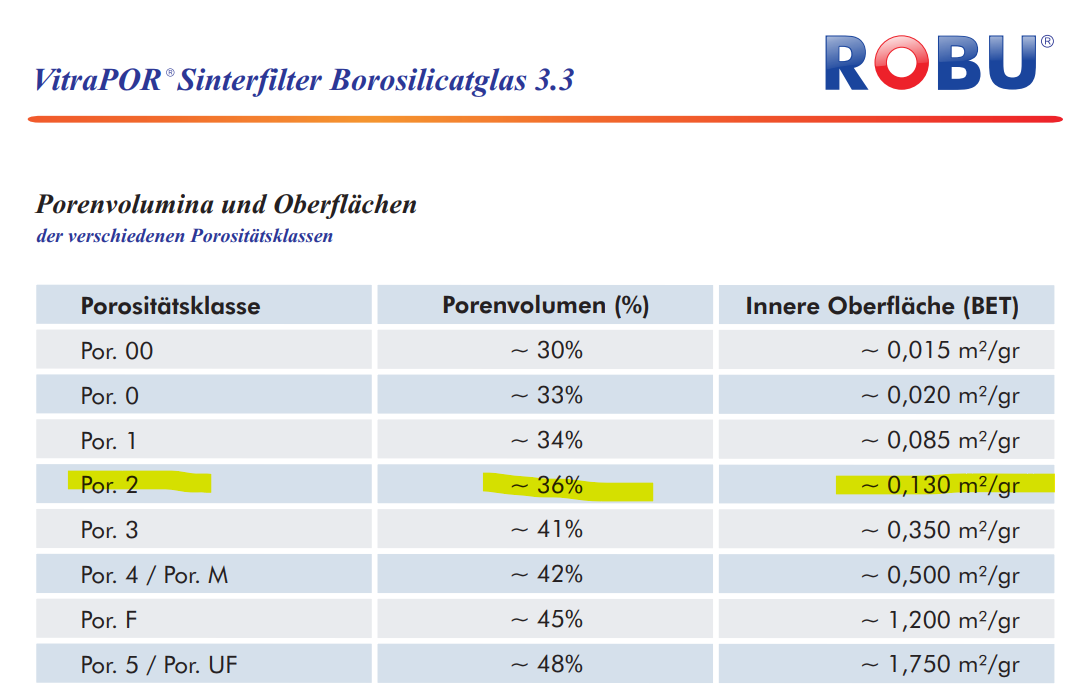 ROBU®
VitraPOR® Sinterfilter Borosilicatglas 3.3
Porenvolumina und Oberflächen
der verschiedenen Porositätsklassen
Porositätsklasse Porenvolumen (%) Innere Oberfläche (BET)
Por. 00 ~ 30% ~ 0,015 m²/gr
Por. 0 ~ 33% ~ 0,020 m²/gr
Por. 1 ~ 34% ~ 0,085 m²/gr
Por. 2 ~ 36% ~ 0,130 m²/gr
Por. 3 ~ 41% ~ 0,350 m²/gr
Por. 4 / Por. M ~ 42% ~ 0,500 m²/gr
Por. F ~ 45% ~ 1,200 m²/gr
Por. 5 / Por. UF ~ 48% ~ 1,750 m²/gr